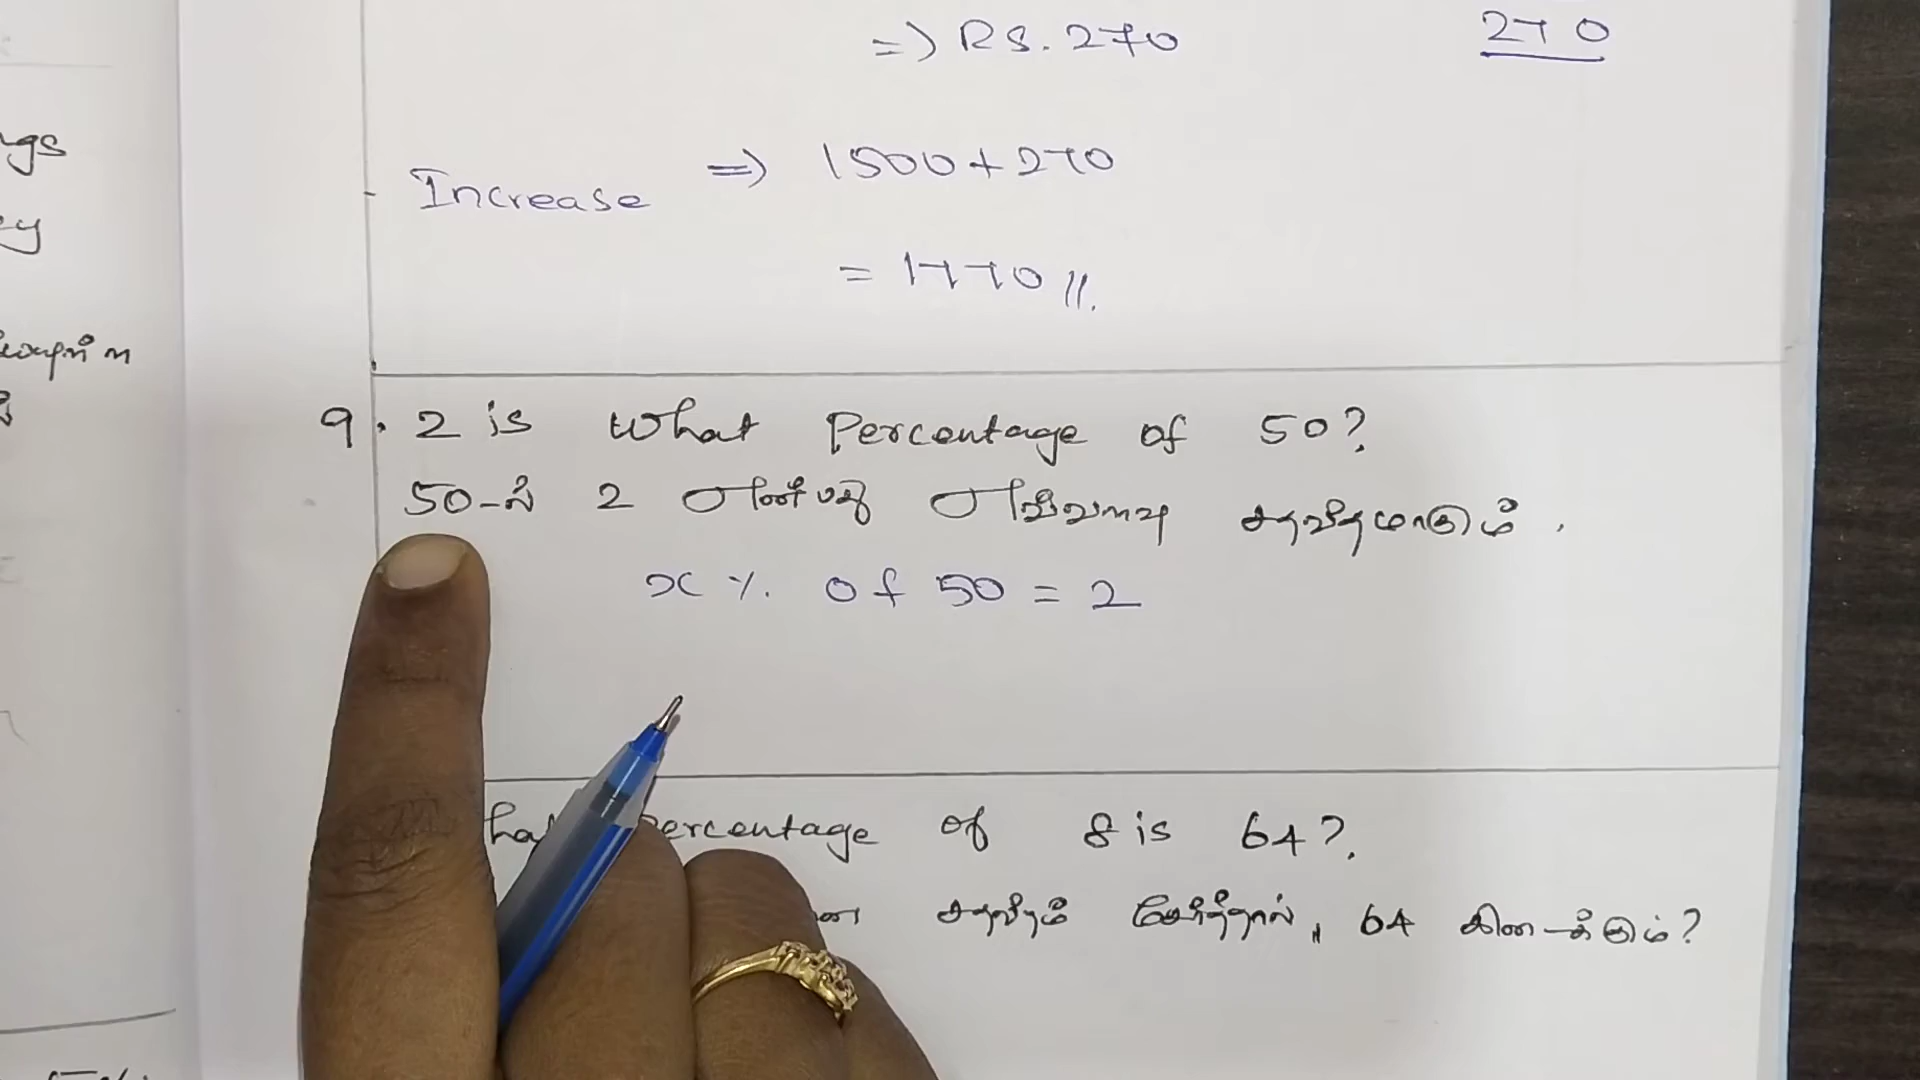 => Rs. 270
270
Increase => 1500+270
= 1770 //.
9. 2 is What Percentage of 50?
50-ல் 2 என்பது எத்தனை சதவீதமாகும்.
x % of 50 = 2
Percentage of 8 is 64?.
சதவீதம் சேர்த்தால், 64 கிடைக்கும்?